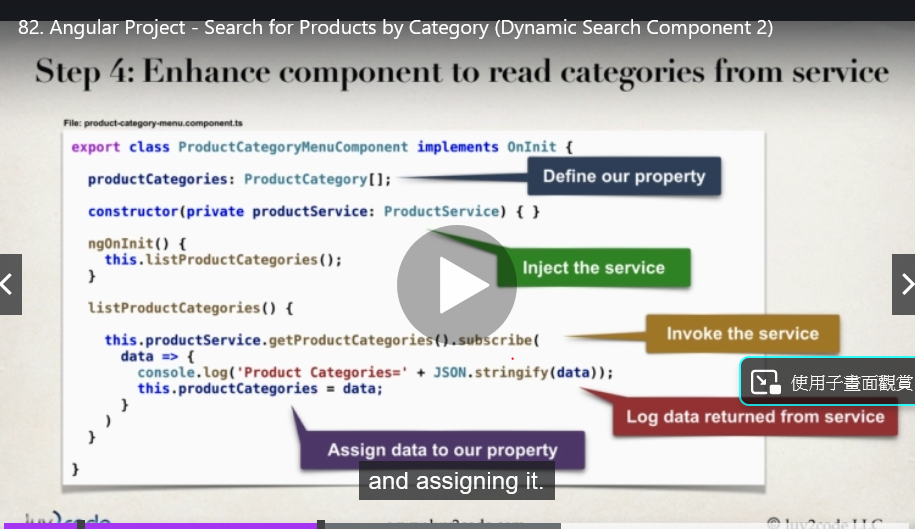 82. Angular Project - Search for Products by Category (Dynamic Search Component 2)
Step 4: Enhance component to read categories from service
File: product-category-menu.component.ts
export class ProductCategoryMenuComponent implements OnInit {
productCategories: ProductCategory[];
Define our property
constructor(private productService: ProductService) { }
ngOnInit() {
this.listProductCategories();
}
Inject the service
listProductCategories() {
this.productService.getProductCategories().subscribe(
Invoke the service
data => {
console.log('Product Categories=' + JSON.stringify(data));
this.productCategories = data;
}
)
}
}
使用子畫面觀賞
Log data returned from service
Assign data to our property
and assigning it.
luv2code
© luv2code LLC